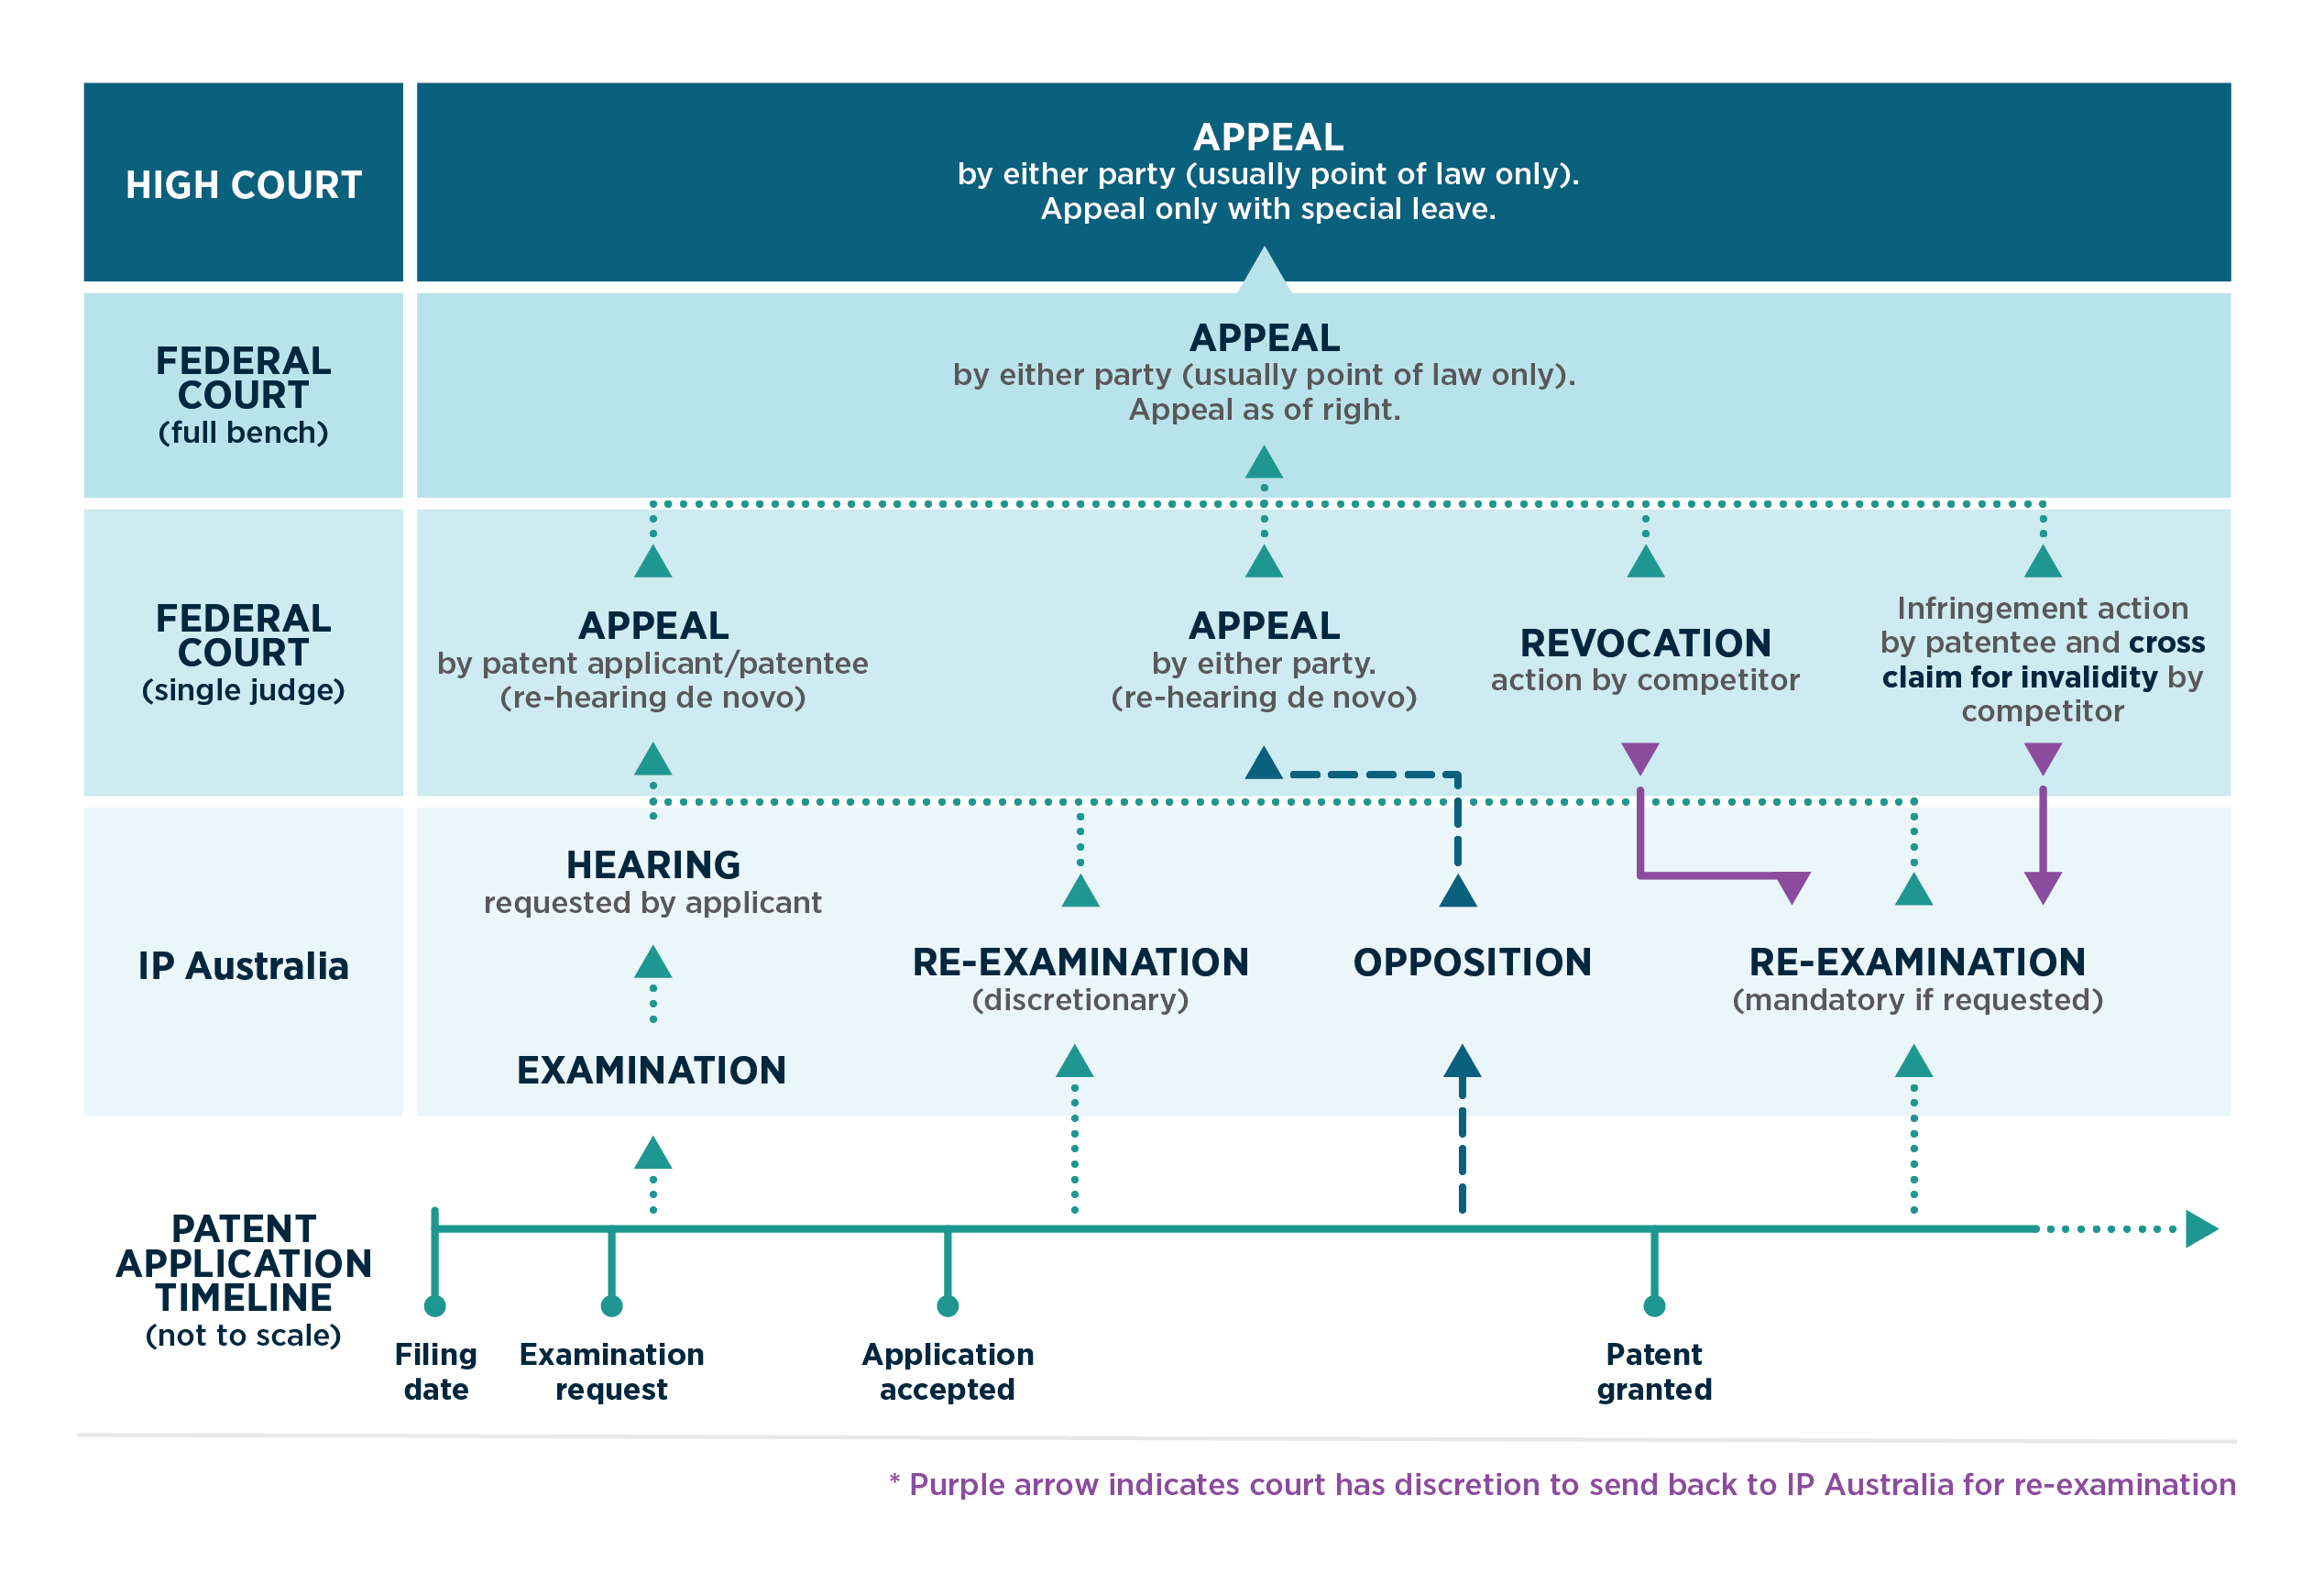 HIGH COURT
APPEAL
by either party (usually point of law only).
Appeal only with special leave.
FEDERAL
COURT
(full bench)
APPEAL
by either party (usually point of law only).
Appeal as of right.
FEDERAL
COURT
(single judge)
APPEAL
by patent applicant/patentee
(re-hearing de novo)
APPEAL
by either party.
(re-hearing de novo)
REVOCATION
action by competitor
Infringement action
by patentee and cross
claim for invalidity by
competitor
IP Australia
HEARING
requested by applicant
EXAMINATION
RE-EXAMINATION
(discretionary)
OPPOSITION
RE-EXAMINATION
(mandatory if requested)
PATENT
APPLICATION
TIMELINE
(not to scale)
Filing
date
Examination
request
Application
accepted
Patent
granted
* Purple arrow indicates court has discretion to send back to IP Australia for re-examination